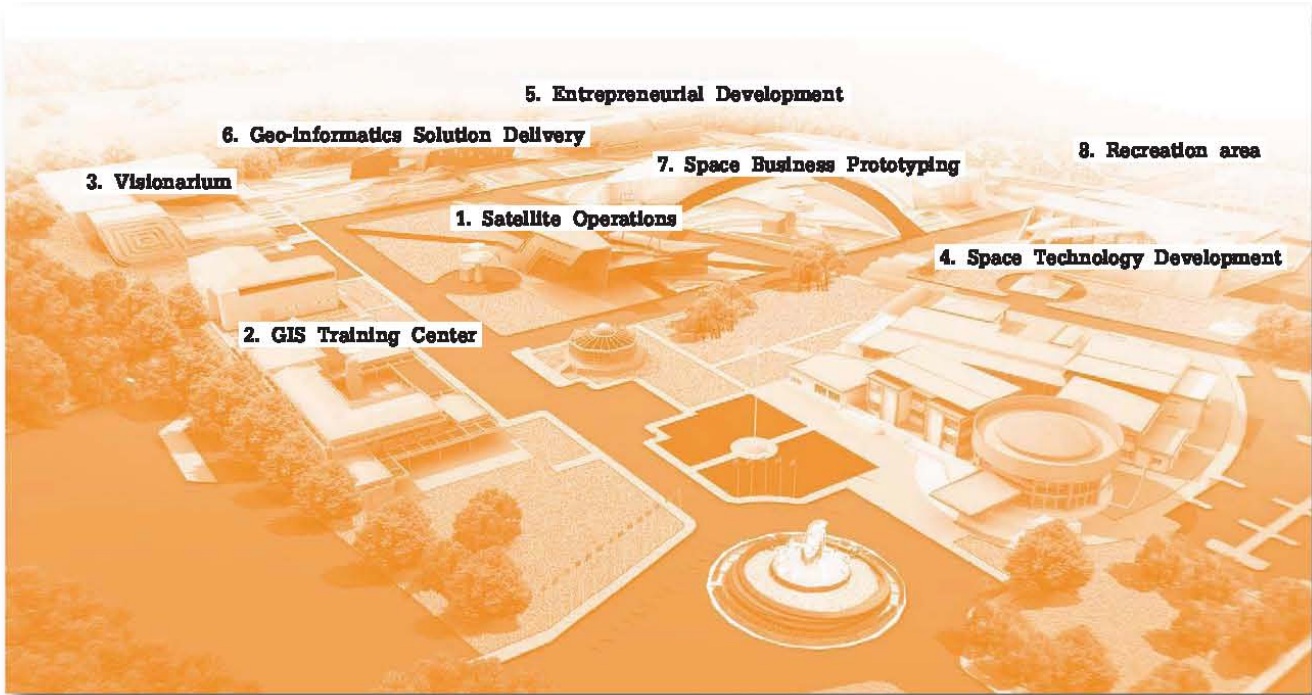 5. Entrepreneurial Development
6. Geo-informatics Solution Delivery
7. Space Business Prototyping
8. Recreation area
3. Visionarium
1. Satellite Operations
4. Space Technology Development
2. GIS Training Center